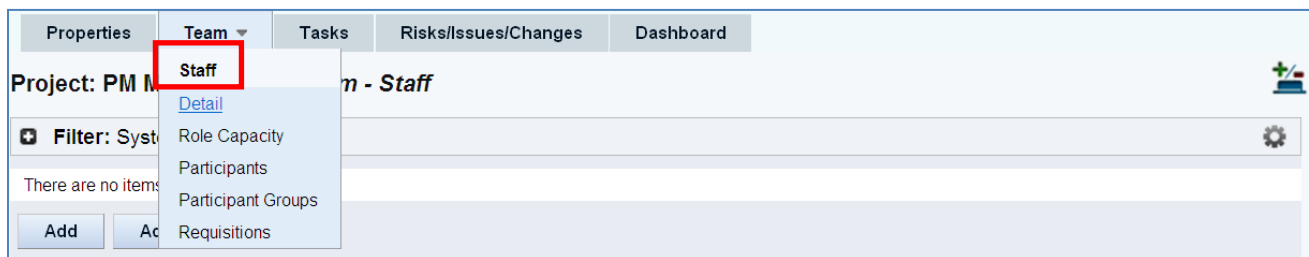 Properties Team Tasks Risks/Issues/Changes Dashboard
Staff
Project: PM M m - Staff
Detail
Filter: Syst
Role Capacity
Participants
There are no items
Participant Groups
Add Ad
Requisitions